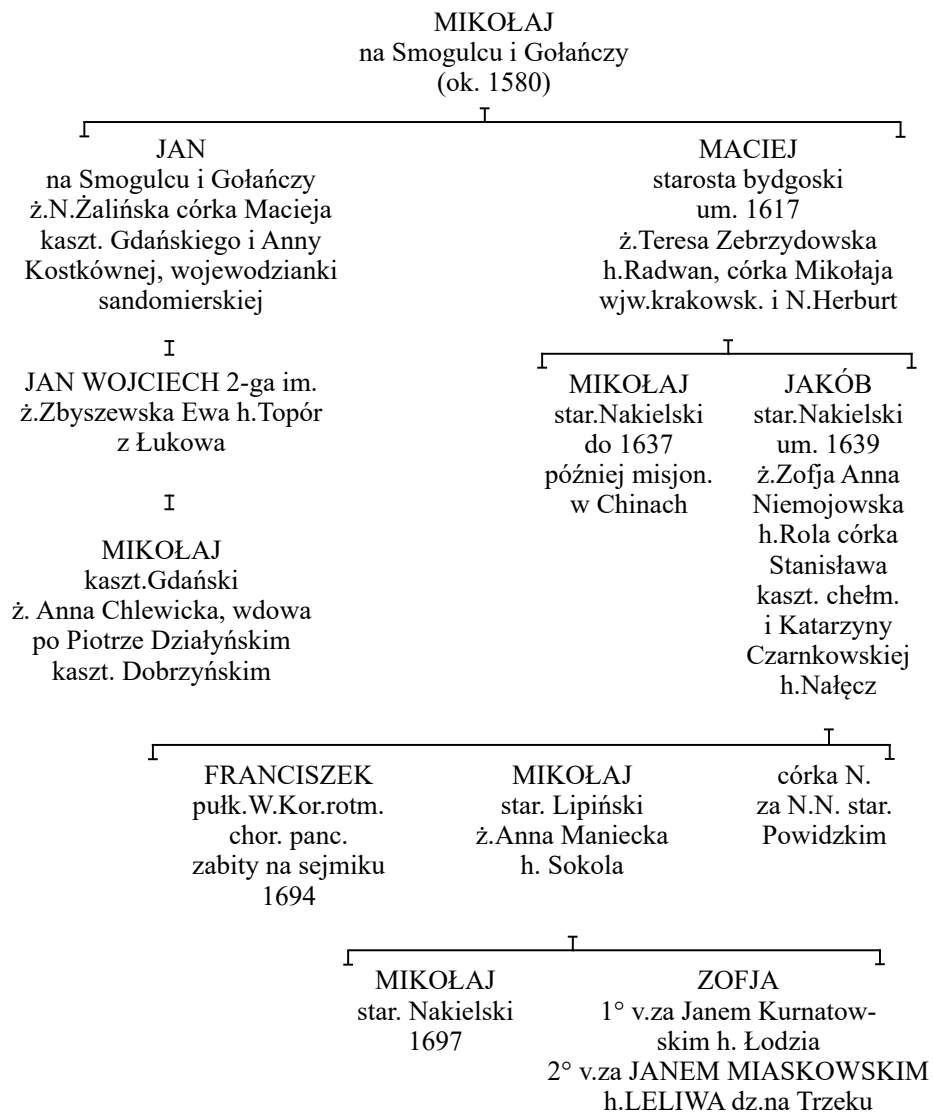 MIKOŁAJ
na Smogulcu i Gołańczy
(ok. 1580)
JAN
na Smogulcu i Gołańczy
ż.N.Żalińska córka Macieja
kaszt. Gdańskiego i Anny
Kostkównej, wojewodzianki
sandomierskiej
MACIEJ
starosta bydgoski
um. 1617
ż.Teresa Zebrzydowska
h.Radwan, córka Mikołaja
wjw.krakowsk. i N.Herburt
JAN WOJCIECH 2-ga im.
ż.Zbyszewska Ewa h.Topór
z Łukowa
MIKOŁAJ
star.Nakielski
do 1637
później misjon.
w Chinach
JAKÓB
star.Nakielski
um. 1639
ż.Zofja Anna
Niemojowska
h.Rola córka
Stanisława
kaszt. chełm.
i Katarzyny
Czarnkowskiej
h.Nałęcz
MIKOŁAJ
kaszt.Gdański
ż. Anna Chlewicka, wdowa
po Piotrze Działyńskim
kaszt. Dobrzyńskim
FRANCISZEK
pułk.W.Kor.rotm.
chor. panc.
zabity na sejmiku
1694
MIKOŁAJ
star. Lipiński
ż.Anna Maniecka
h. Sokola
córka N.
za N.N. star.
Powidzkim
MIKOŁAJ
star. Nakielski
1697
ZOFJA
1° v.za Janem Kurnatow-
skim h. Łodzia
2° v.za JANEM MIASKOWSKIM
h.LELIWA dz.na Trzeku